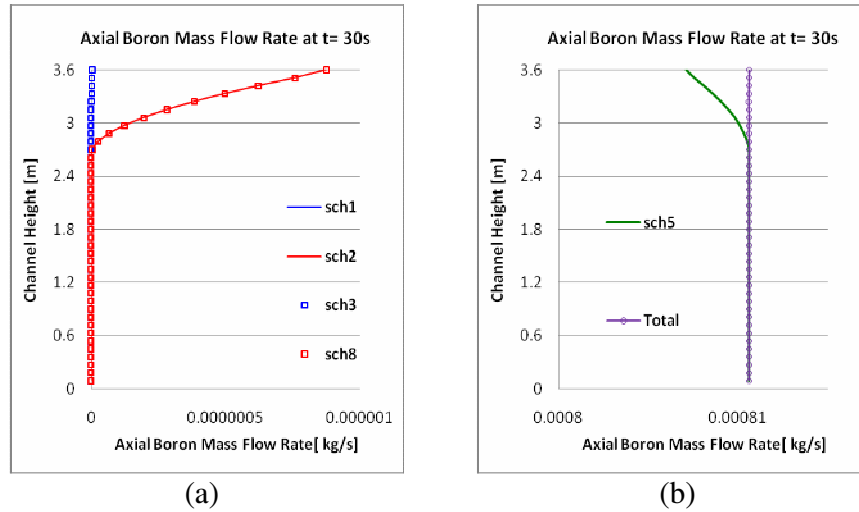 Axial Boron Mass Flow Rate at t= 30s
3.6
3
2.4
1.8
1.2
0.6
0
Channel Height [m]
sch1
sch2
sch3
sch8
0
0.0000005
0.000001
Axial Boron Mass Flow Rate[ kg/s]
(a)
Axial Boron Mass Flow Rate at t= 30s
3.6
3
2.4
1.8
1.2
0.6
0
Channel Height [m]
sch5
Total
0.0008
0.00081
Axial Boron Mass Flow Rate[ kg/s]
(b)